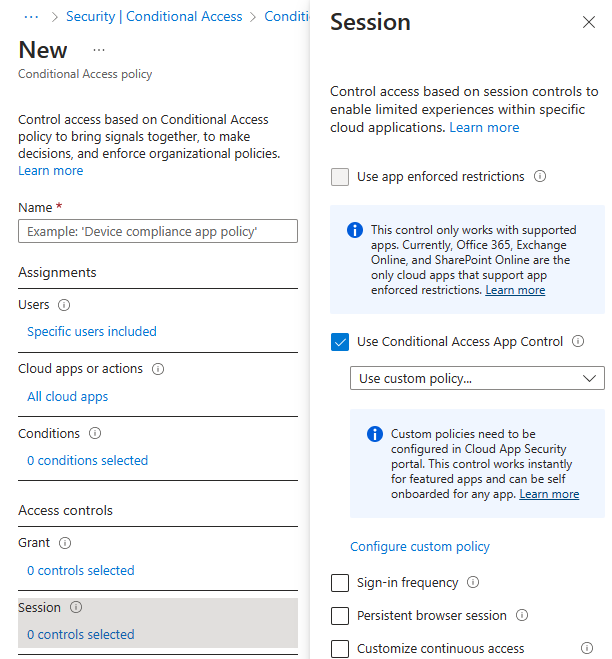 ... > Security | Conditional Access > Conditi
New ...
Conditional Access policy
Control access based on Conditional Access
policy to bring signals together, to make
decisions, and enforce organizational policies.
Learn more
Name *
Example: 'Device compliance app policy'
Assignments
Users
Specific users included
Cloud apps or actions
All cloud apps
Conditions
0 conditions selected
Access controls
Grant
0 controls selected
Session
0 controls selected
Session
Control access based on session controls to
enable limited experiences within specific
cloud applications. Learn more
Use app enforced restrictions
This control only works with supported
apps. Currently, Office 365, Exchange
Online, and SharePoint Online are the
only cloud apps that support app
enforced restrictions. Learn more
Use Conditional Access App Control
Use custom policy...
Custom policies need to be
configured in Cloud App Security
portal. This control works instantly
for featured apps and can be self
onboarded for any app. Learn more
Configure custom policy
Sign-in frequency
Persistent browser session
Customize continuous access